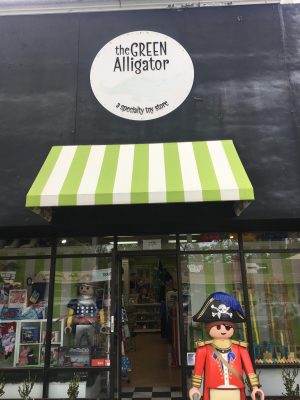 the GREEN
Alligator
a specialty toy store